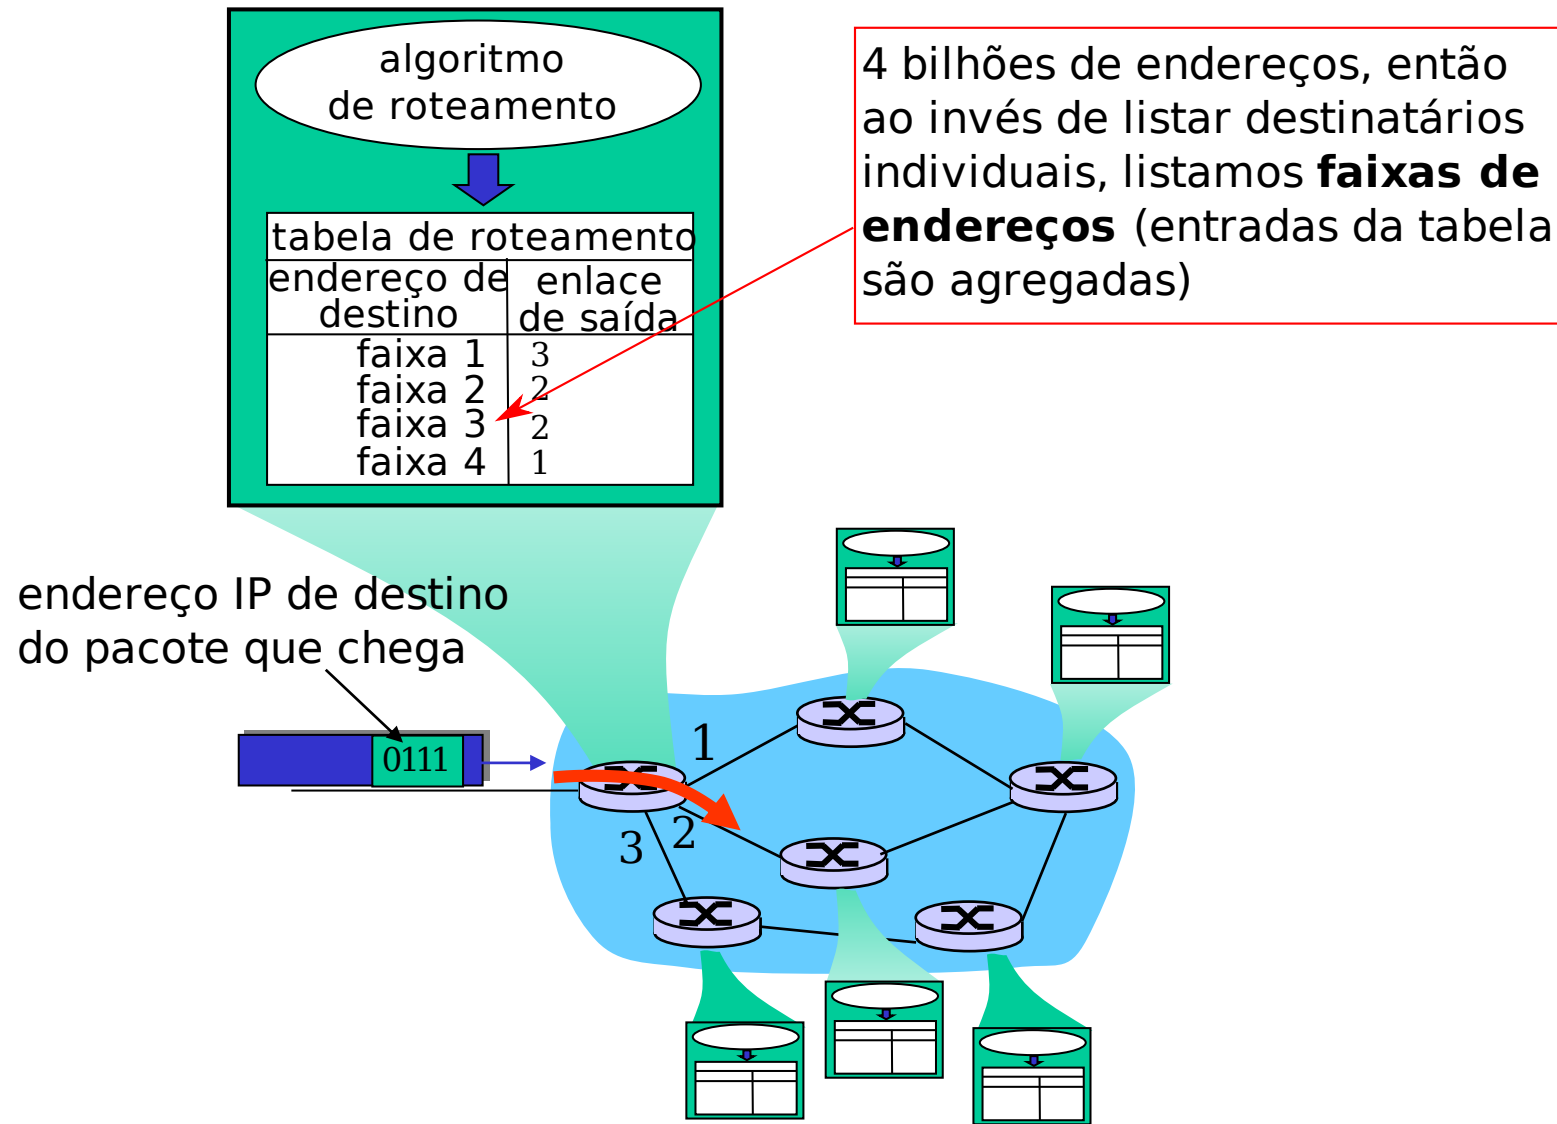 algoritmo
de roteamento
tabela de roteamento
endereço de
destino
enlace
de saída
faixa 1 3
faixa 2 2
faixa 3 2
faixa 4 1
4 bilhões de endereços, então
ao invés de listar destinatários
individuais, listamos faixas de
endereços (entradas da tabela
são agregadas)
endereço IP de destino
do pacote que chega
0111
1
2
3